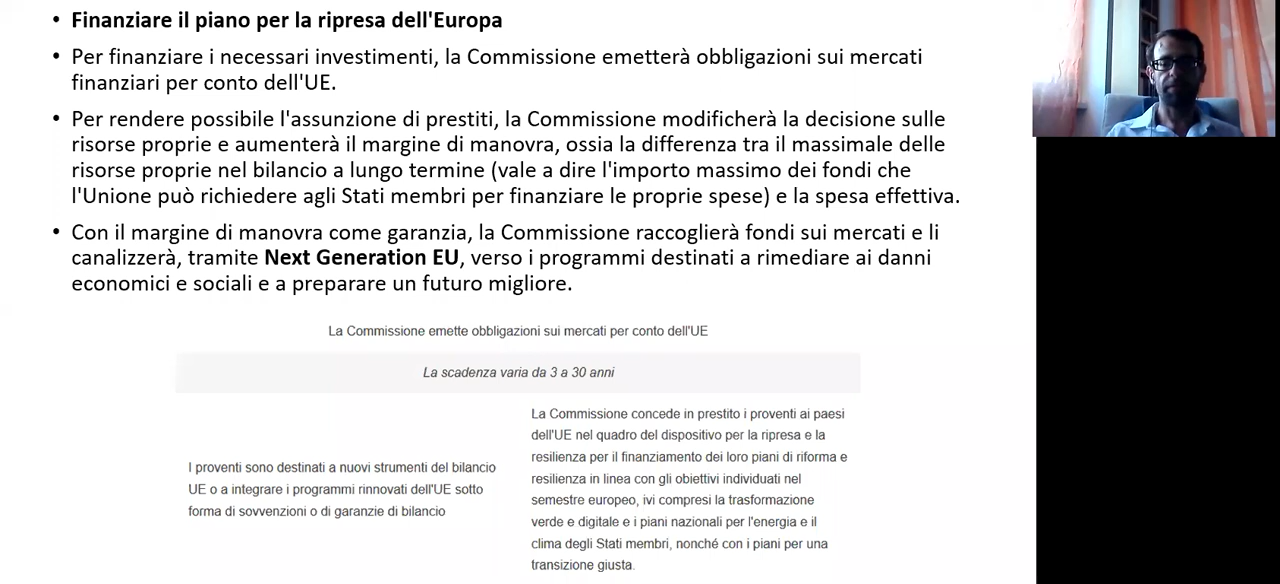 • Finanziare il piano per la ripresa dell'Europa
• Per finanziare i necessari investimenti, la Commissione emetterà obbligazioni sui mercati
finanziari per conto dell'UE.
• Per rendere possibile l'assunzione di prestiti, la Commissione modificherà la decisione sulle
risorse proprie e aumenterà il margine di manovra, ossia la differenza tra il massimale delle
risorse proprie nel bilancio a lungo termine (vale a dire l'importo massimo dei fondi che
l'Unione può richiedere agli Stati membri per finanziare le proprie spese) e la spesa effettiva.
• Con il margine di manovra come garanzia, la Commissione raccoglierà fondi sui mercati e li
canalizzerà, tramite Next Generation EU, verso i programmi destinati a rimediare ai danni
economici e sociali e a preparare un futuro migliore.
La Commissione emette obbligazioni sui mercati per conto dell'UE
La scadenza varia da 3 a 30 anni
I proventi sono destinati a nuovi strumenti del bilancio
UE o a integrare i programmi rinnovati dell'UE sotto
forma di sovvenzioni o di garanzie di bilancio
La Commissione concede in prestito i proventi ai paesi
dell'UE nel quadro del dispositivo per la ripresa e la
resilienza per il finanziamento dei loro piani di riforma e
resilienza in linea con gli obiettivi individuati nel
semestre europeo, ivi compresi la trasformazione
verde e digitale e i piani nazionali per l'energia e il
clima degli Stati membri, nonché con i piani per una
transizione giusta.